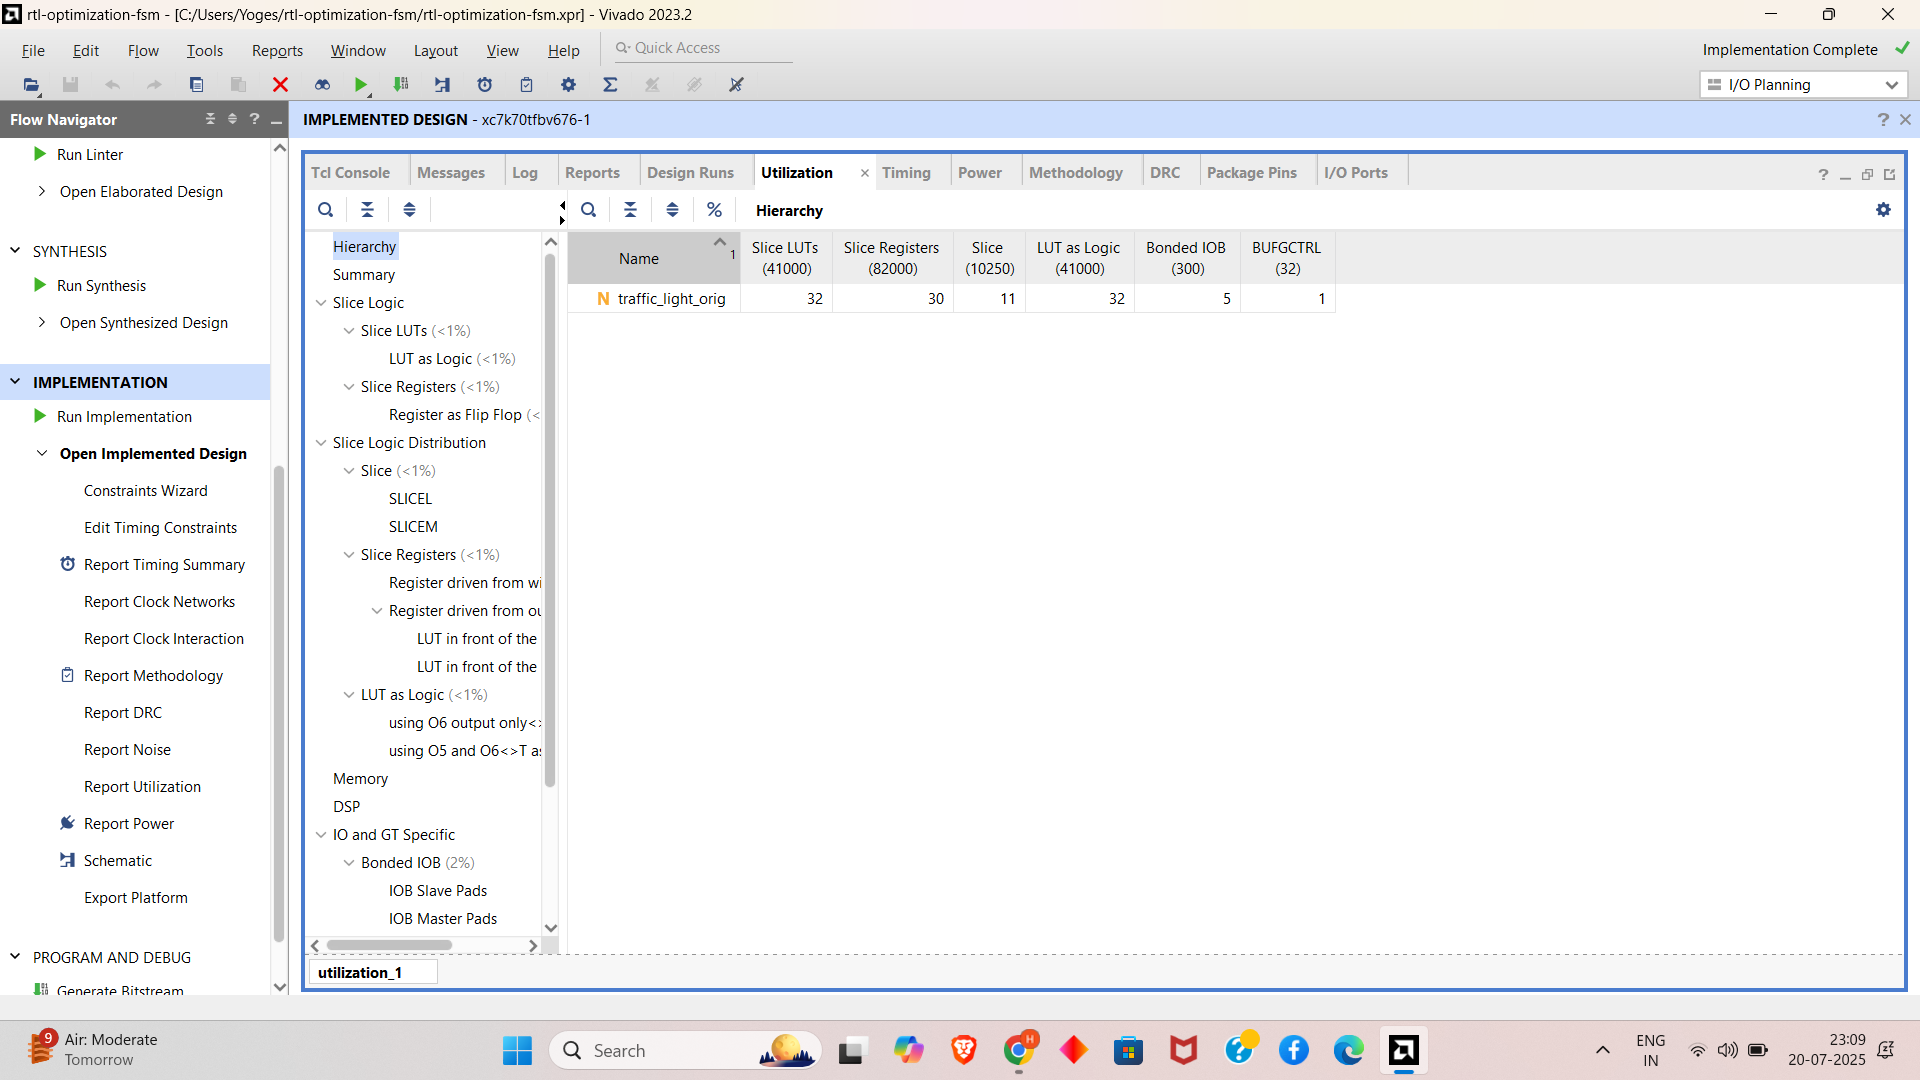 rtl-optimization-fsm - [C:/Users/Yoges/rtl-optimization-fsm/rtl-optimization-fsm.xpr] - Vivado 2023.2
File Edit Flow Tools Reports Window Layout View Help Quick Access
Implementation Complete
I/O Planning
Flow Navigator
Run Linter
Open Elaborated Design
SYNTHESIS
Run Synthesis
Open Synthesized Design
IMPLEMENTATION
Run Implementation
Open Implemented Design
Constraints Wizard
Edit Timing Constraints
Report Timing Summary
Report Clock Networks
Report Clock Interaction
Report Methodology
Report DRC
Report Noise
Report Utilization
Report Power
Schematic
Export Platform
PROGRAM AND DEBUG
Generate Bitstream
IMPLEMENTED DESIGN - xc7k70tfbv676-1
Tcl Console Messages Log Reports Design Runs Utilization Timing Power Methodology DRC Package Pins I/O Ports
Hierarchy
Hierarchy
Summary
Slice Logic
Slice LUTs (<1%)
LUT as Logic (<1%)
Slice Registers (<1%)
Register as Flip Flop (<
Slice Logic Distribution
Slice (<1%)
SLICEL
SLICEM
Slice Registers (<1%)
Register driven from wi
Register driven from ou
LUT in front of the
LUT in front of the
LUT as Logic (<1%)
using O6 output only<>
using O5 and O6<>T as
Memory
DSP
IO and GT Specific
Bonded IOB (2%)
IOB Slave Pads
IOB Master Pads
Name 1 Slice LUTs (41000) Slice Registers (82000) Slice (10250) LUT as Logic (41000) Bonded IOB (300) BUFGCTRL (32)
N traffic_light_orig 32 30 11 32 5 1
utilization_1
9
Air: Moderate
Tomorrow
Search
ENG
IN
23:09
20-07-2025